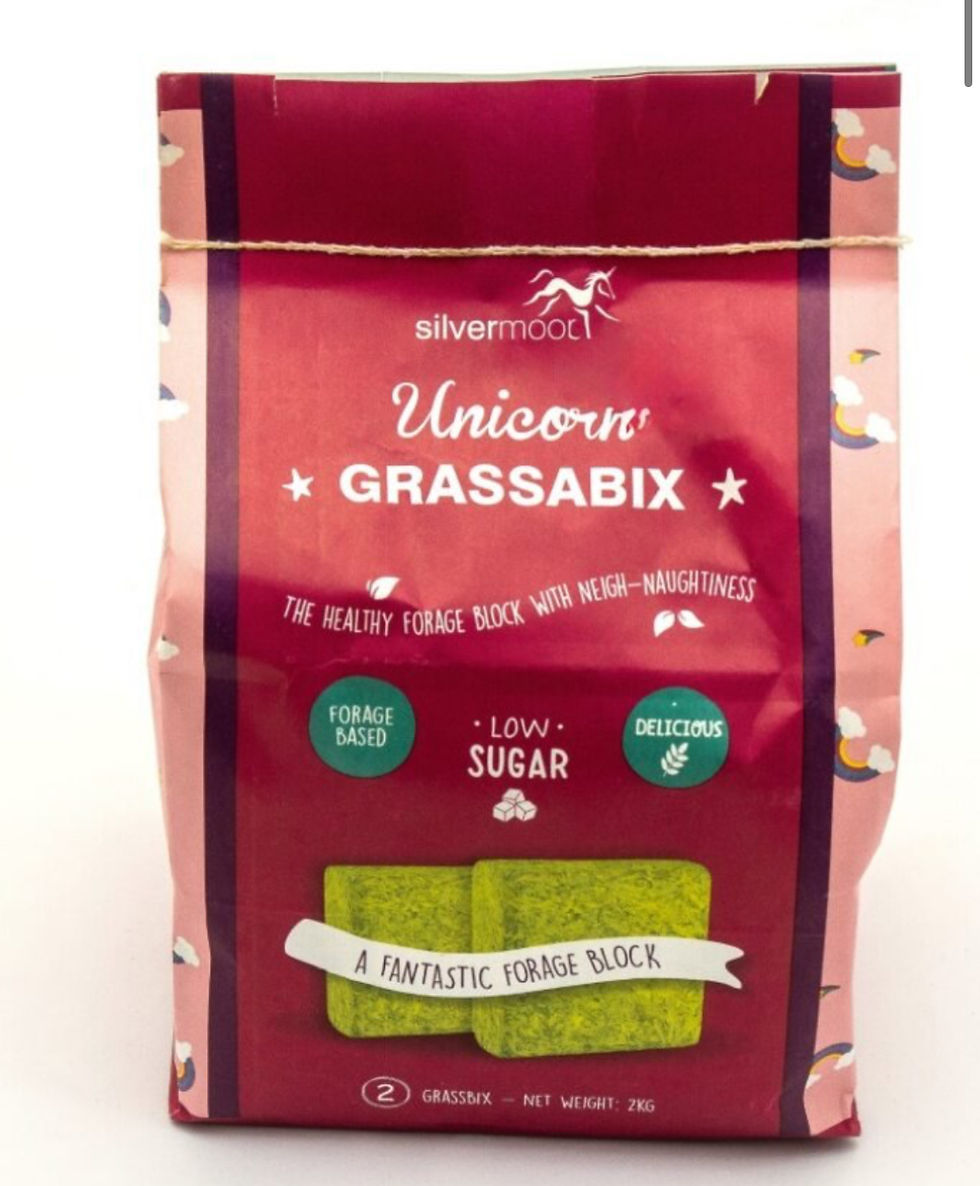 silvermoor
Unicorn
GRASSABIX
THE HEALTHY FORAGE BLOCK WITH NEIGH-NAUGHTINESS
FORAGE
BASED
· LOW ·
SUGAR
DELICIOUS
A FANTASTIC FORAGE BLOCK
2 GRASSBIX – NET WEIGHT: 2KG